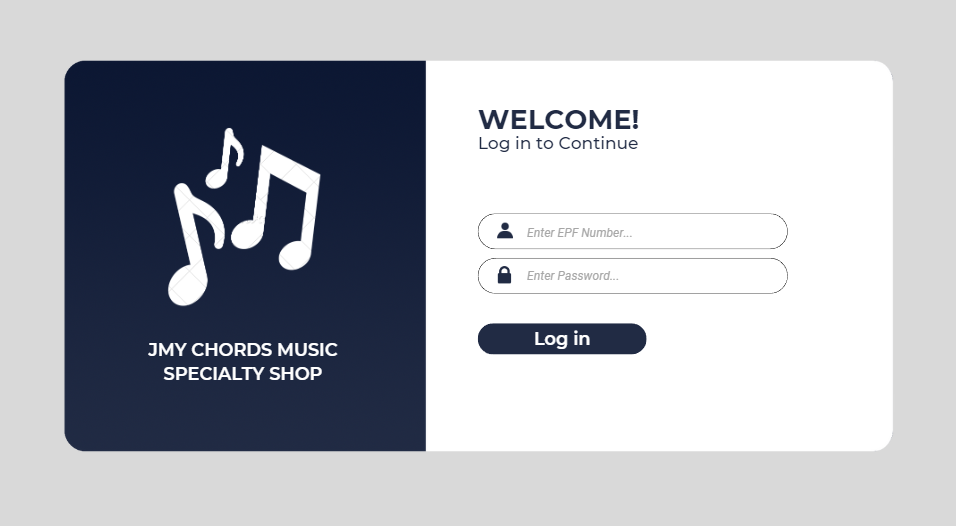 JMY CHORDS MUSIC
SPECIALTY SHOP
WELCOME!
Log in to Continue
Enter EPF Number...
Enter Password...
Log in